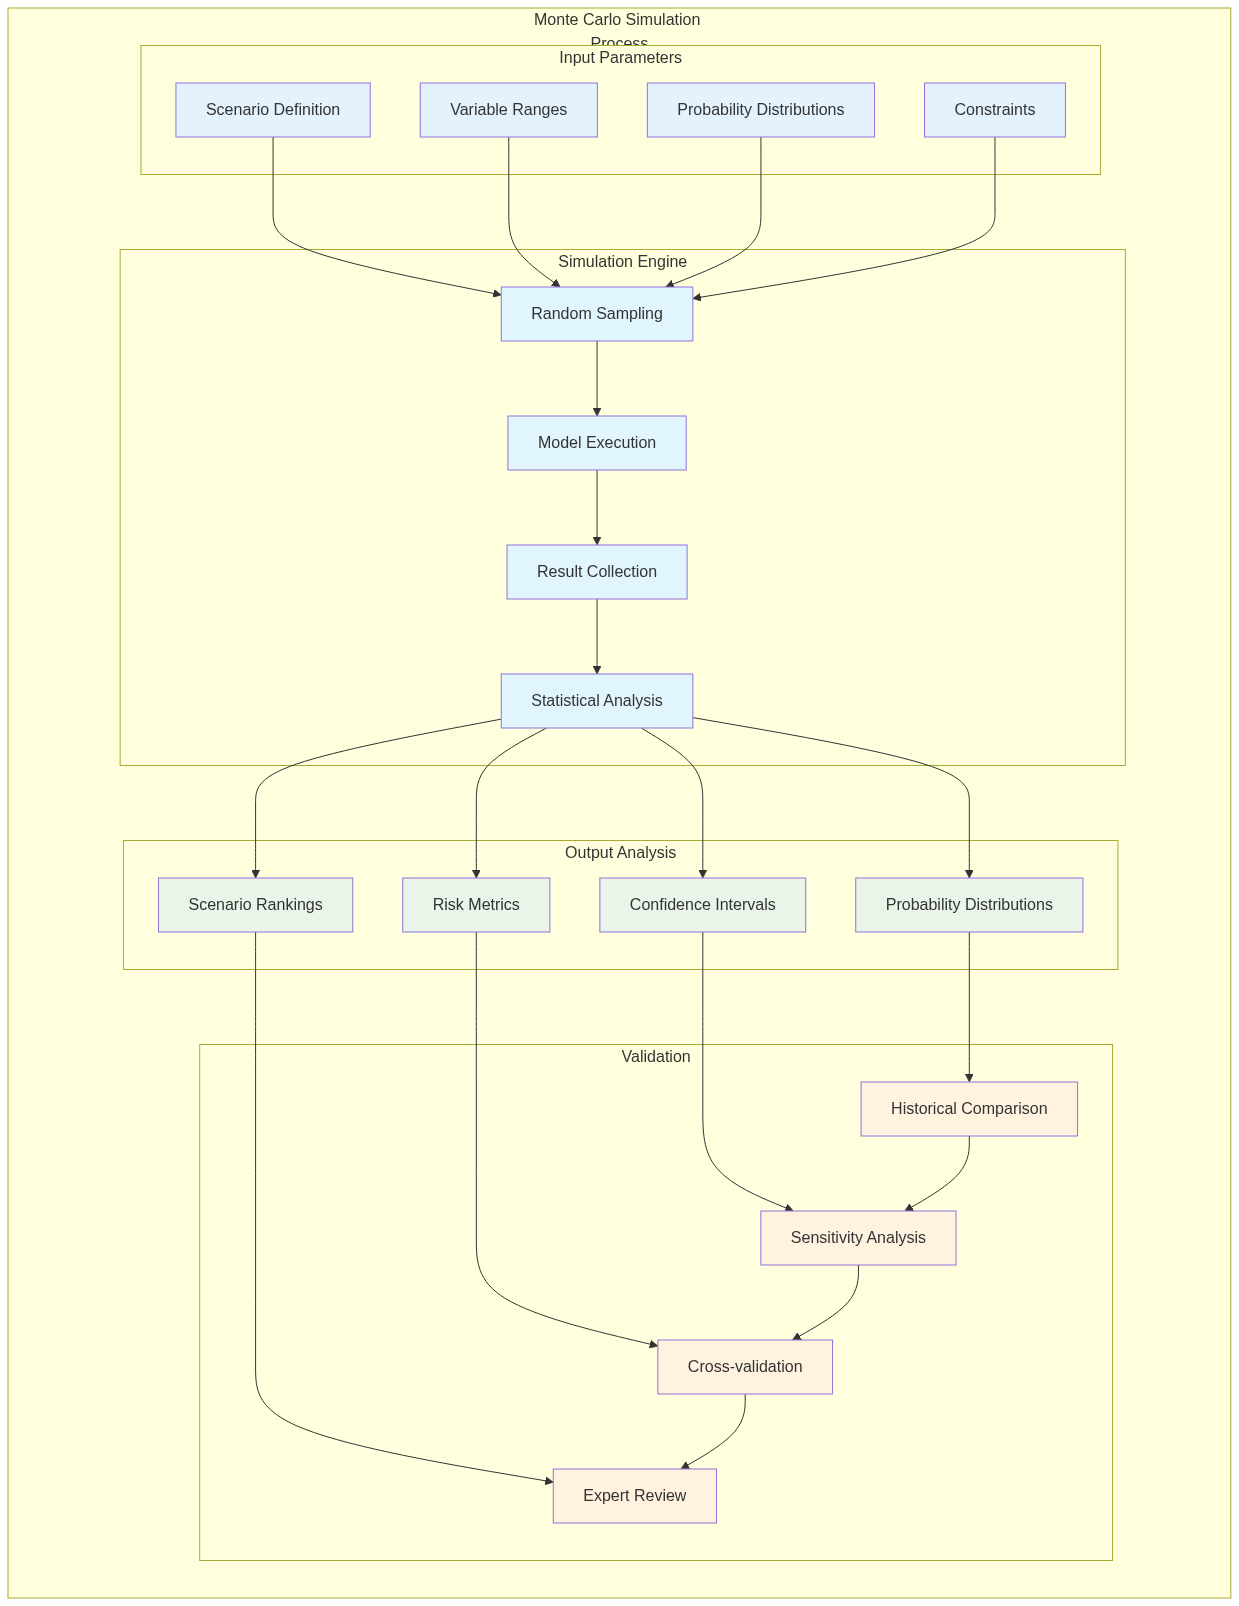 Monte Carlo Simulation
Process
Input Parameters
Scenario Definition
Variable Ranges
Probability Distributions
Constraints
Simulation Engine
Random Sampling
Model Execution
Result Collection
Statistical Analysis
Output Analysis
Scenario Rankings
Risk Metrics
Confidence Intervals
Probability Distributions
Validation
Historical Comparison
Sensitivity Analysis
Cross-validation
Expert Review